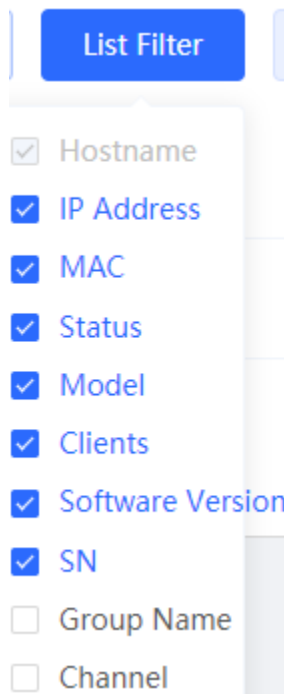 List Filter
Hostname
IP Address
MAC
Status
Model
Clients
Software Version
SN
Group Name
Channel